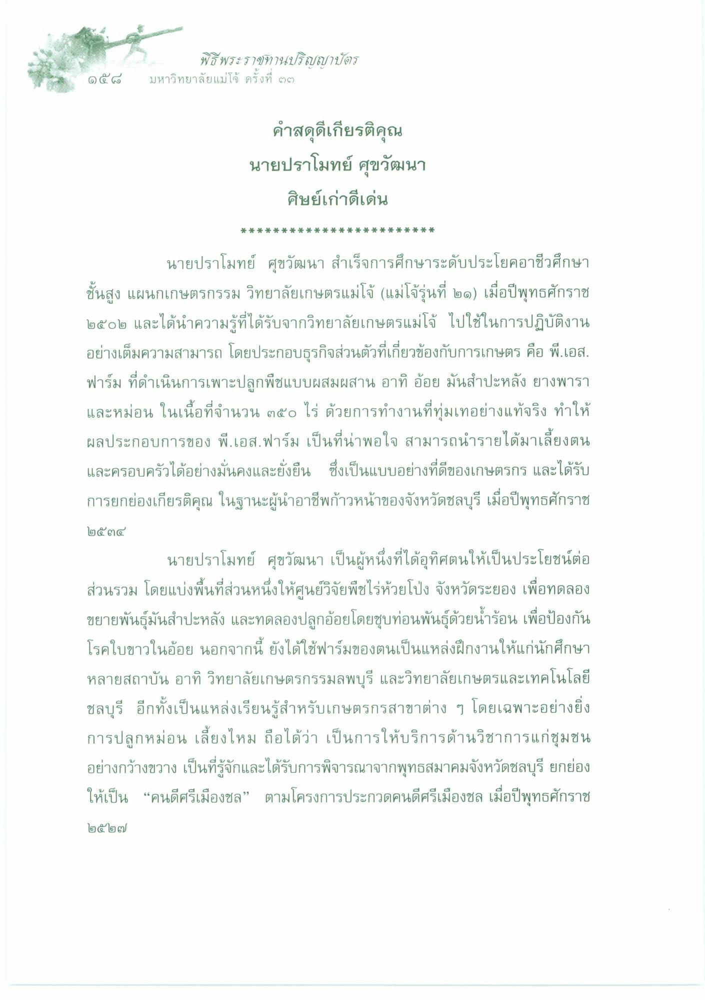 พิธีพระราชทานปริญญาบัตร
๑๕๘ มหาวิทยาลัยแม่โจ้ ครั้งที่ ๓๓
คำสดุดีเกียรติคุณ
นายปราโมทย์ ศุขวัฒนา
ศิษย์เก่าดีเด่น
************************
นายปราโมทย์ ศุขวัฒนา สำเร็จการศึกษาระดับประโยคอาชีวศึกษา
ชั้นสูง แผนกเกษตรกรรม วิทยาลัยเกษตรแม่โจ้ (แม่โจ้รุ่นที่ ๒๑) เมื่อปีพุทธศักราช
๒๕๐๒ และได้นำความรู้ที่ได้รับจากวิทยาลัยเกษตรแม่โจ้ ไปใช้ในการปฏิบัติงาน
อย่างเต็มความสามารถ โดยประกอบธุรกิจส่วนตัวที่เกี่ยวข้องกับการเกษตร คือ พี.เอส.
ฟาร์ม ที่ดำเนินการเพาะปลูกพืชแบบผสมผสาน อาทิ อ้อย มันสำปะหลัง ยางพารา
และหม่อน ในเนื้อที่จำนวน ๓๕๐ ไร่ ด้วยการทำงานที่ทุ่มเทอย่างแท้จริง ทำให้
ผลประกอบการของ พี.เอส.ฟาร์ม เป็นที่น่าพอใจ สามารถนำรายได้มาเลี้ยงตน
และครอบครัวได้อย่างมั่นคงและยั่งยืน ซึ่งเป็นแบบอย่างที่ดีของเกษตรกร และได้รับ
การยกย่องเกียรติคุณ ในฐานะผู้นำอาชีพก้าวหน้าของจังหวัดชลบุรี เมื่อปีพุทธศักราช
๒๕๓๔
นายปราโมทย์ ศุขวัฒนา เป็นผู้หนึ่งที่ได้อุทิศตนให้เป็นประโยชน์ต่อ
ส่วนรวม โดยแบ่งพื้นที่ส่วนหนึ่งให้ศูนย์วิจัยพืชไร่ห้วยโป่ง จังหวัดระยอง เพื่อทดลอง
ขยายพันธุ์มันสำปะหลัง และทดลองปลูกอ้อยโดยชุบท่อนพันธุ์ด้วยน้ำร้อน เพื่อป้องกัน
โรคใบขาวในอ้อย นอกจากนี้ ยังได้ใช้ฟาร์มของตนเป็นแหล่งฝึกงานให้แก่นักศึกษา
หลายสถาบัน อาทิ วิทยาลัยเกษตรกรรมลพบุรี และวิทยาลัยเกษตรและเทคโนโลยี
ชลบุรี อีกทั้งเป็นแหล่งเรียนรู้สำหรับเกษตรกรสาขาต่าง ๆ โดยเฉพาะอย่างยิ่ง
การปลูกหม่อน เลี้ยงไหม ถือได้ว่า เป็นการให้บริการด้านวิชาการแก่ชุมชน
อย่างกว้างขวาง เป็นที่รู้จักและได้รับการพิจารณาจากพุทธสมาคมจังหวัดชลบุรี ยกย่อง
ให้เป็น “คนดีศรีเมืองชล” ตามโครงการประกวดคนดีศรีเมืองชล เมื่อปีพุทธศักราช
๒๕๒๗